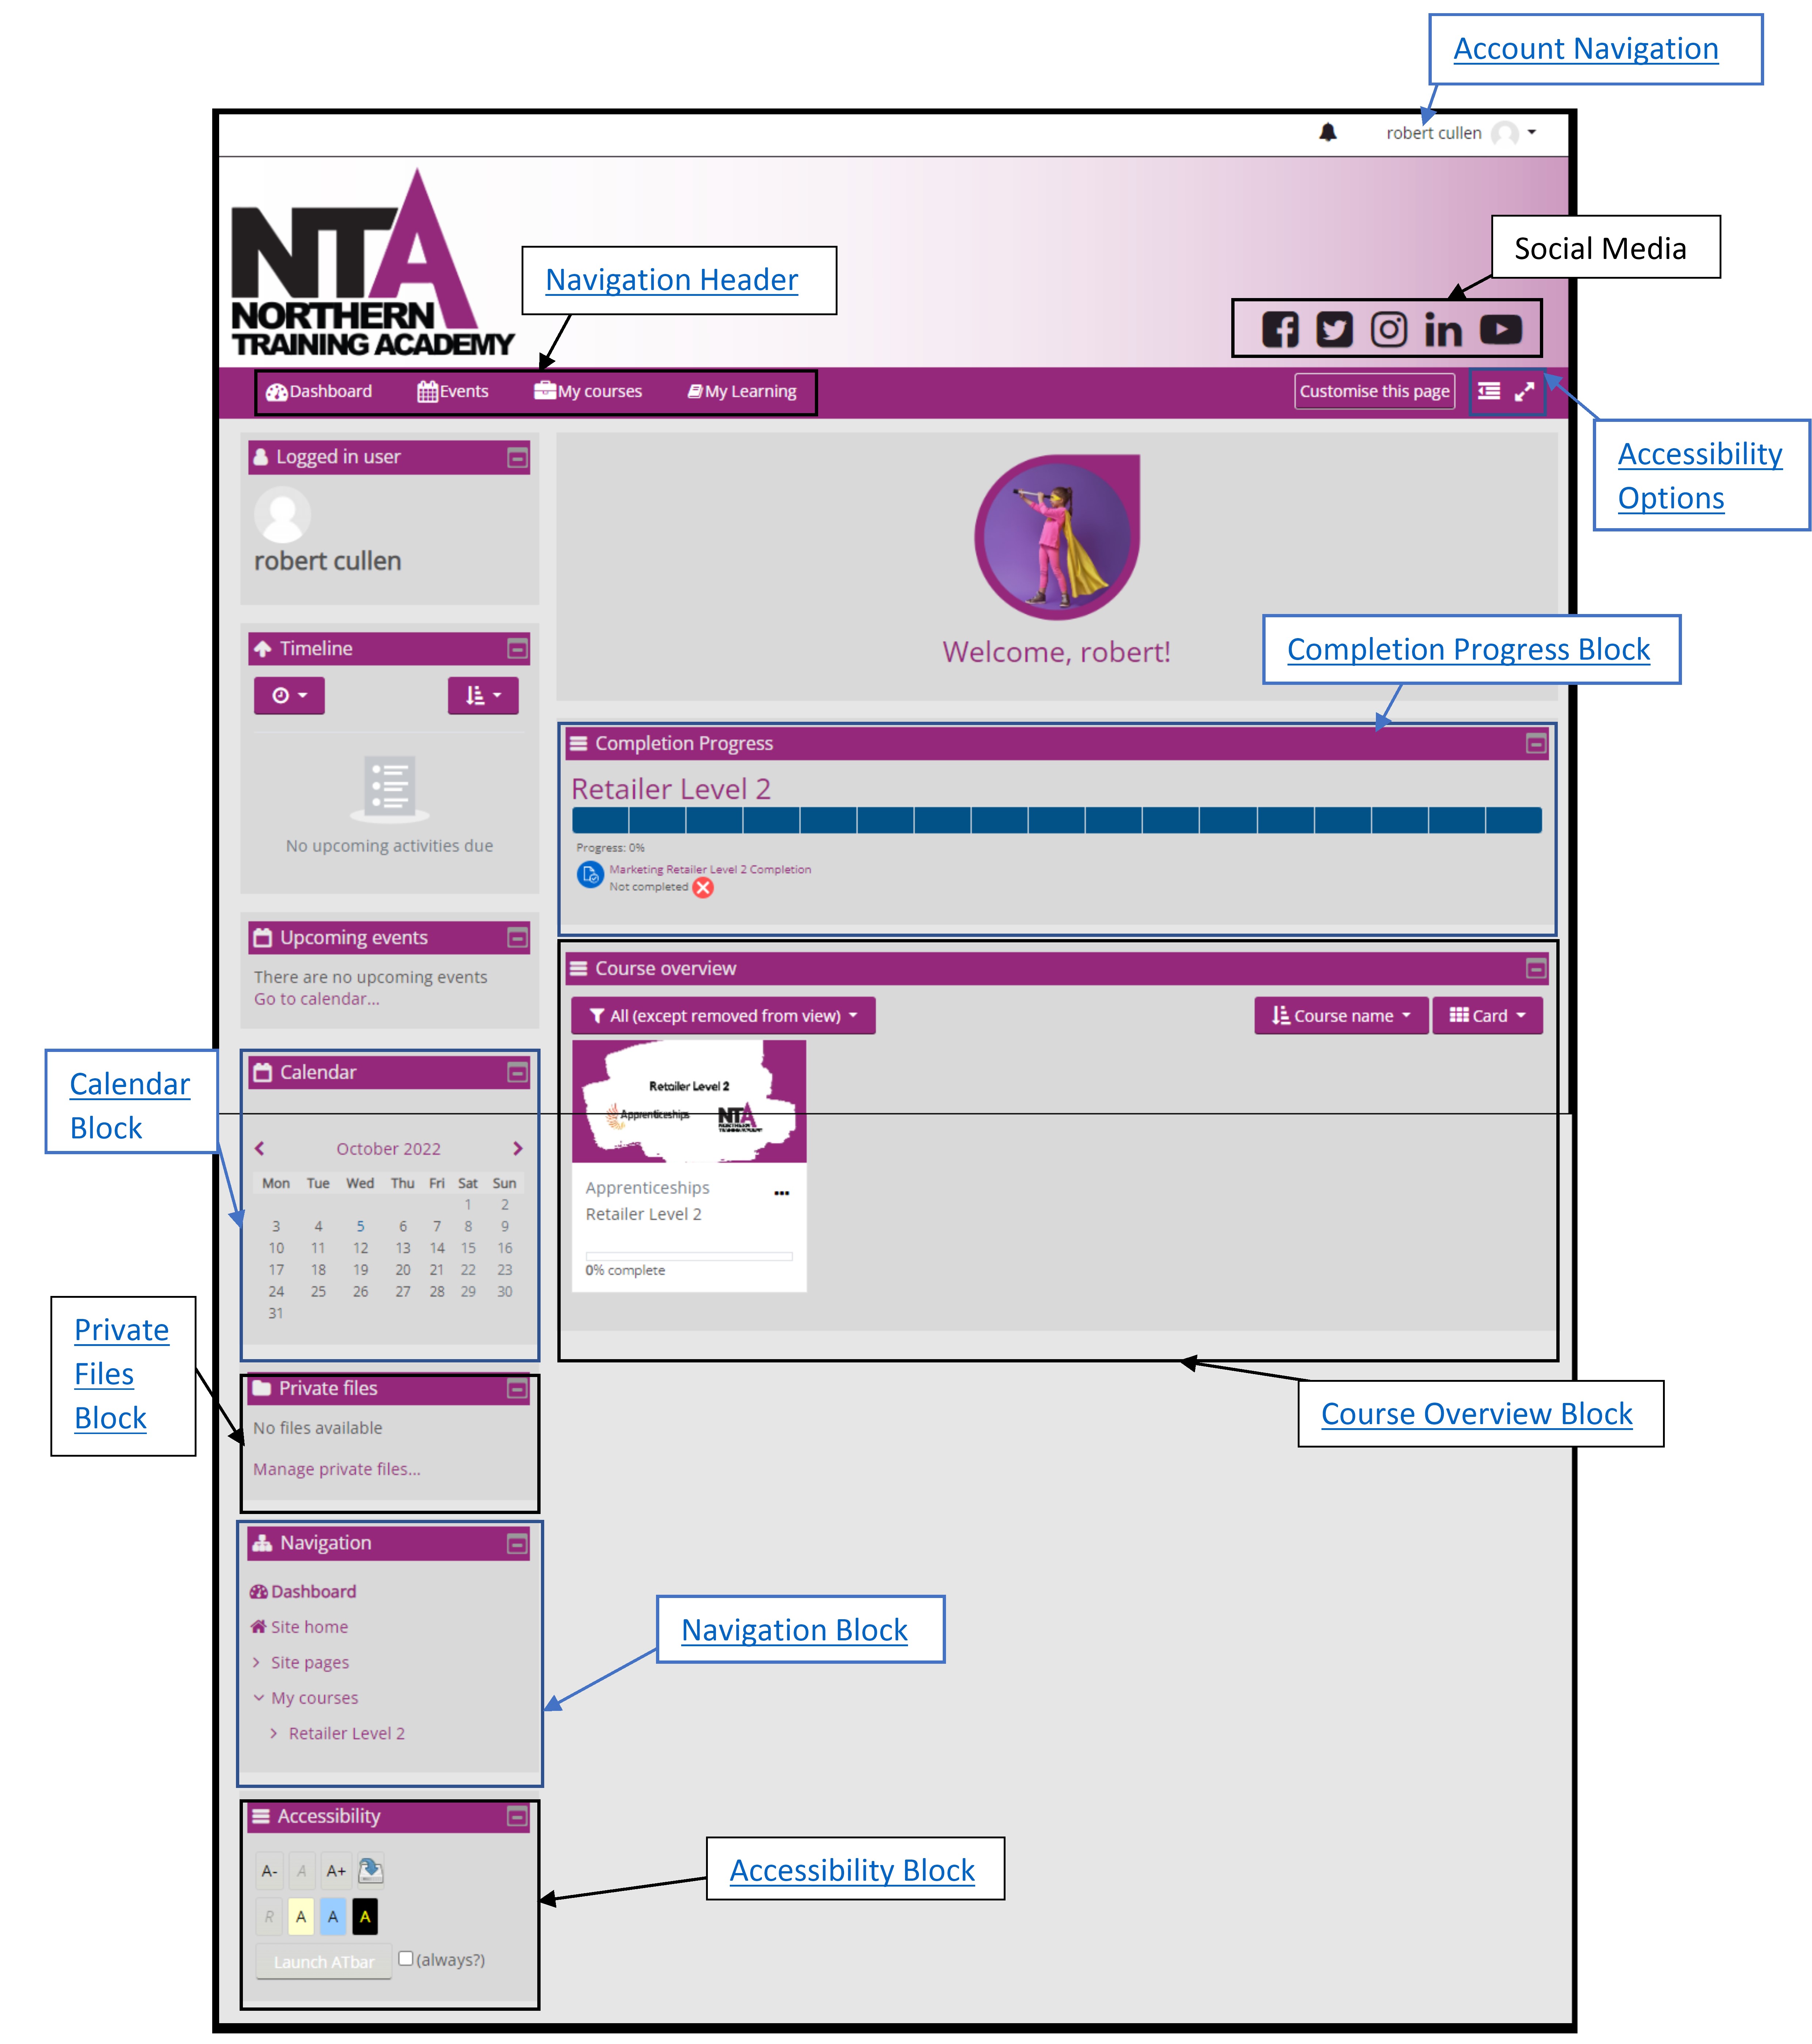 Account Navigation
robert cullen
Social Media
NTA
NORTHERN
TRAINING ACADEMY
Navigation Header
Dashboard Events My courses My Learning
Customise this page
Accessibility
Options
Logged in user
robert cullen
Welcome, robert!
Timeline
No upcoming activities due
Completion Progress Block
Completion Progress
Retailer Level 2
Progress: 0%
Marketing Retailer Level 2 Completion
Not completed
Upcoming events
There are no upcoming events
Go to calendar...
Course overview
All (except removed from view)
Course name
Card
Retailer Level 2
Apprenticeships
NTA
NORTHERN
TRAINING ACADEMY
Apprenticeships
Retailer Level 2
0% complete
Course Overview Block
Calendar
Block
Calendar
October 2022
Mon Tue Wed Thu Fri Sat Sun
1 2
3 4 5 6 7 8 9
10 11 12 13 14 15 16
17 18 19 20 21 22 23
24 25 26 27 28 29 30
31
Private
Files
Block
Private files
No files available
Manage private files...
Navigation
Dashboard
Site home
Site pages
My courses
Retailer Level 2
Navigation Block
Accessibility
A- A A+
R A A A
Launch ATbar (always?)
Accessibility Block